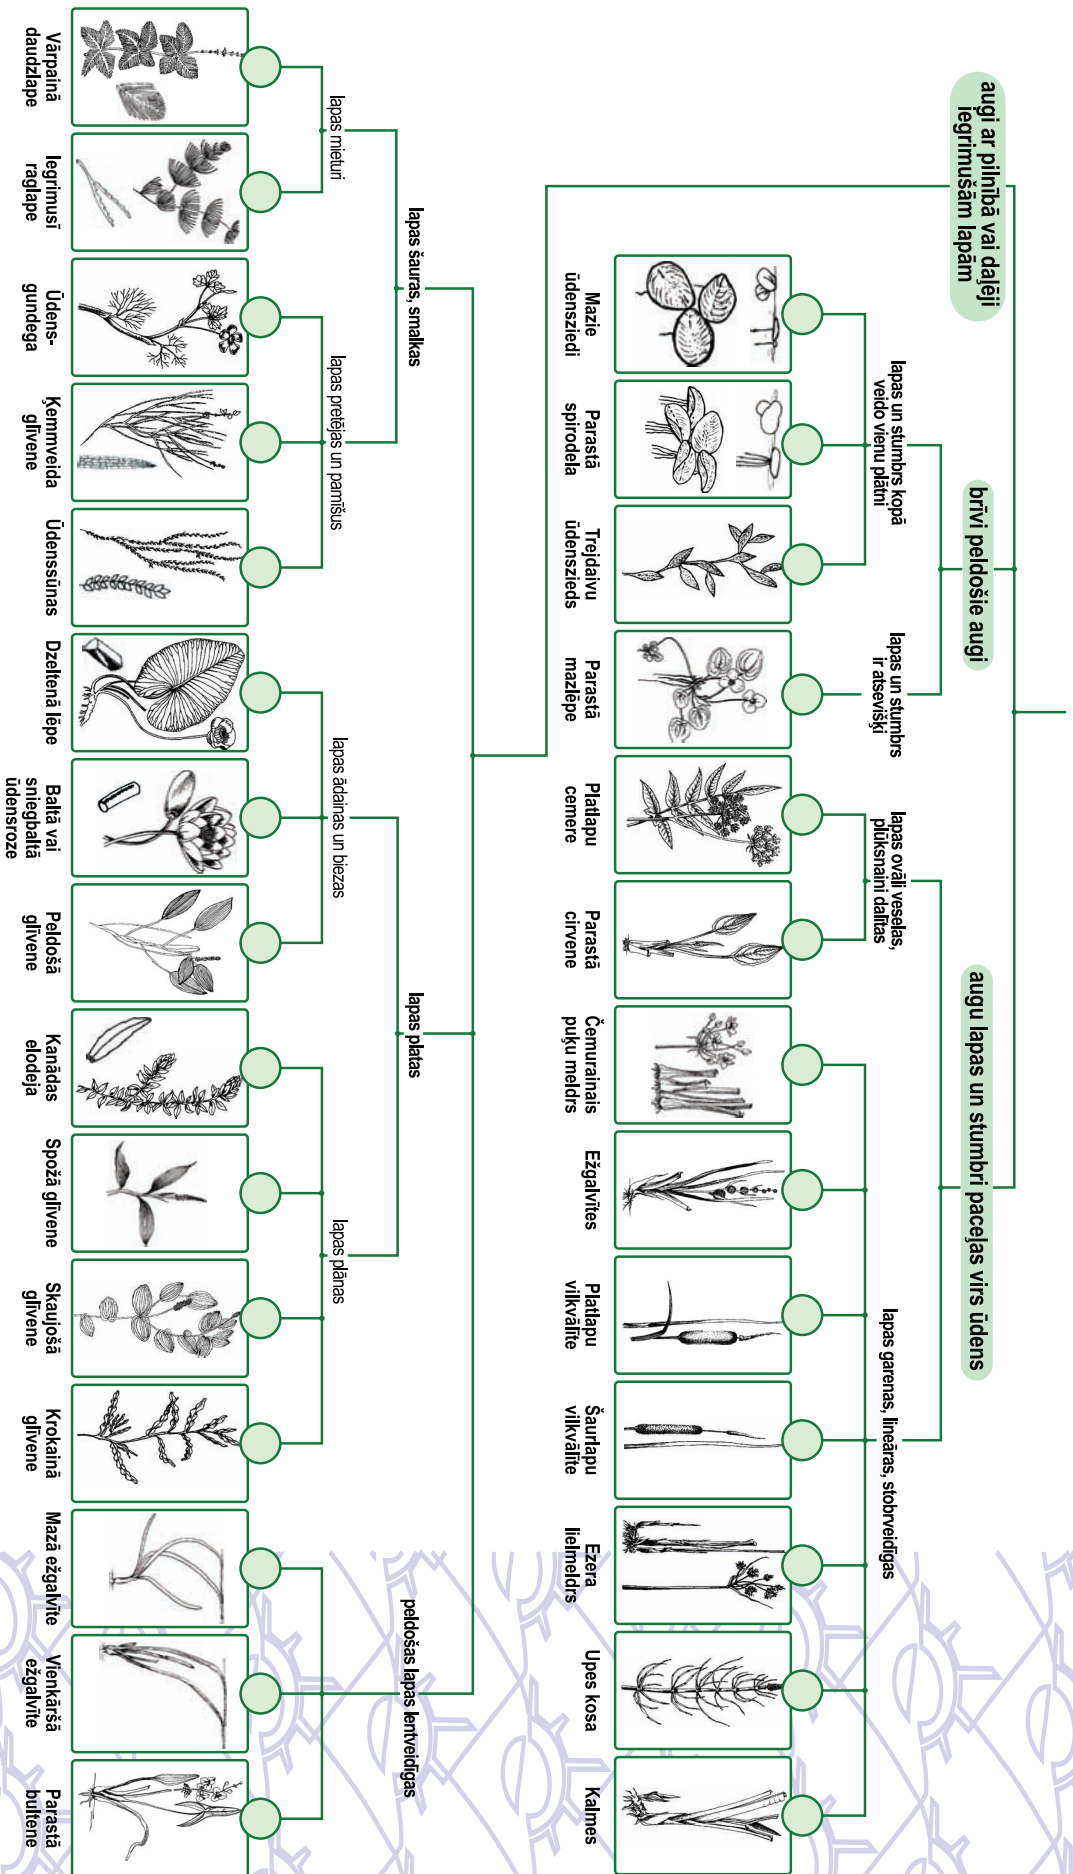 augi ar pilnībā vai daļēji
iegrimušām lapām
brīvi peldošie augi
augu lapas un stumbri paceļas virs ūdens
lapas un stumbrs kopā
veido vienu plātni
lapas un stumbrs
ir atsevišķi
lapas ovāli veselas,
plūksnaini dalītas
lapas garenas, lineāras, stobrveidīgas
Mazie
ūdensziedi
Parastā
spirodela
Trejdaivu
ūdenszieds
Parastā
mazlēpe
Platlapu
cemere
Parastā
cirvene
Čemurainais
puķu meldrs
Ežgalvītes
Platlapu
vilkvālīte
Šaurlapu
vilkvālīte
Ezera
lielmeldrs
Upes kosa
Kalmes
lapas šauras, smalkas
lapas platas
peldošas lapas lentveidīgas
lapas mieturī
lapas pretējas un pamīšus
lapas ādainas un biezas
lapas plānas
Vārpainā
daudzlape
Iegrimusī
raglape
Ūdens-
gundega
Ķemmveida
glīvene
Ūdenssūnas
Dzeltenā lēpe
Baltā vai
sniegbaltā
ūdensroze
Peldošā
glīvene
Kanādas
elodeja
Spožā glīvene
Skaujošā
glīvene
Krokainā
glīvene
Mazā ežgalvīte
Vienkāršā
ežgalvīte
Parastā
bultene